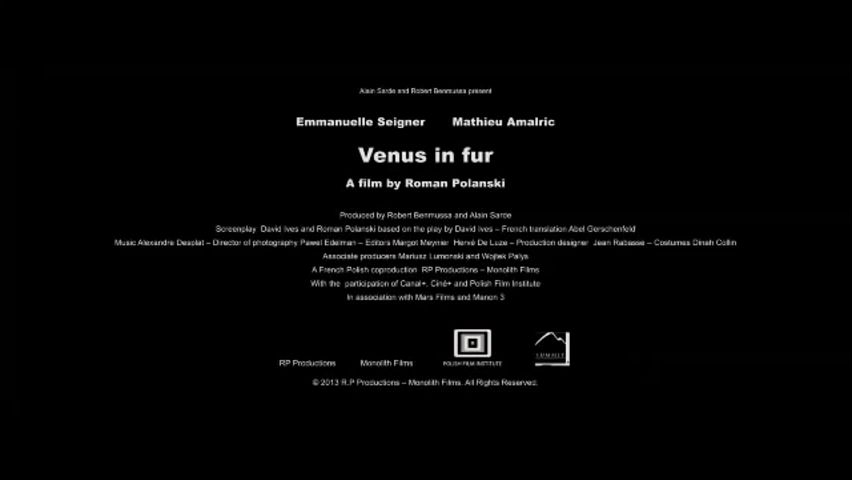 Alain Sarde and Robert Benmussa present
Emmanuelle Seigner Mathieu Amalric
Venus in fur
A film by Roman Polanski
Produced by Robert Benmussa and Alain Sarde
Screenplay David Ives and Roman Polanski based on the play by David Ives – French translation Abel Gerschenfeld
Music Alexandre Desplat – Director of photography Pawel Edelman – Editors Margot Meynier Hervé De Luze – Production designer Jean Rabasse – Costumes Dinah Collin
Associate producers Mariusz Lumonski and Wojtek Palys
A French Polish coproduction RP Productions – Monolith Films
With the participation of Canal+, Ciné+ and Polish Film Institute
In association with Mars Films and Manon 3
RP Productions Monolith Films POLISH FILM INSTITUTE SUMMIT
© 2013 R.P Productions – Monolith Films. All Rights Reserved.